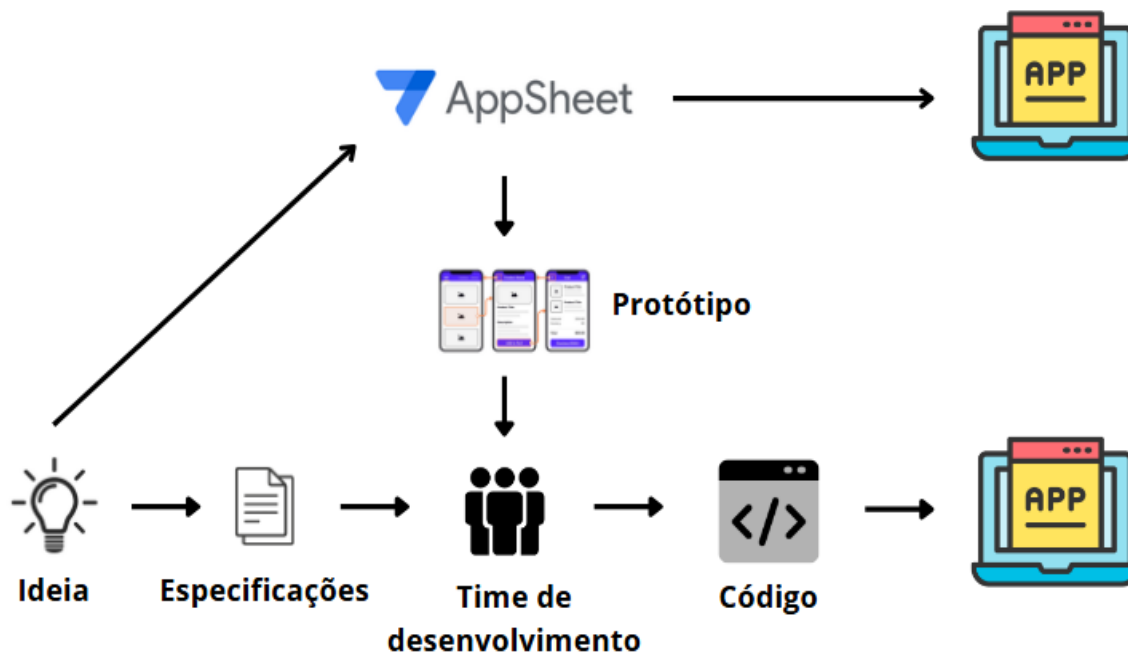 APP
AppSheet
Protótipo
APP
Ideia
Especificações
Time de
desenvolvimento
Código